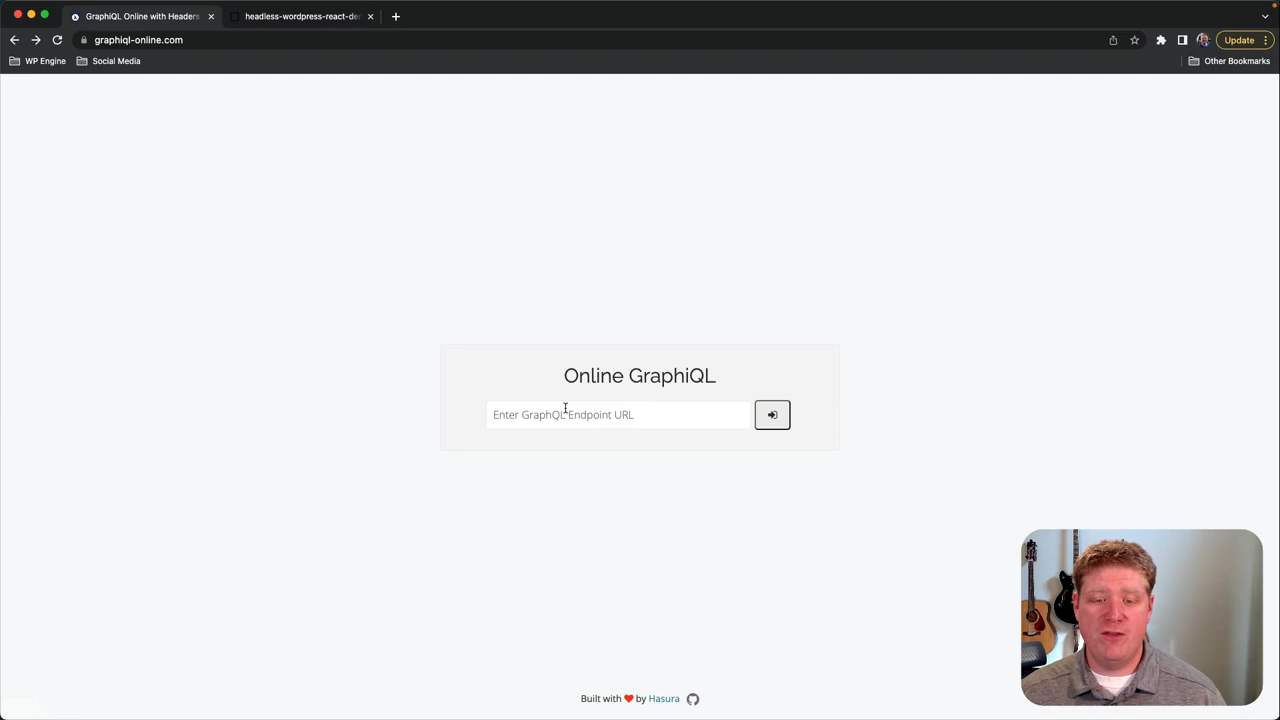 GraphiQL Online with Headers
headless-wordpress-react-der
graphiql-online.com
Update
WP Engine
Social Media
Other Bookmarks
Online GraphiQL
Enter GraphQL Endpoint URL
Built with ❤ by Hasura